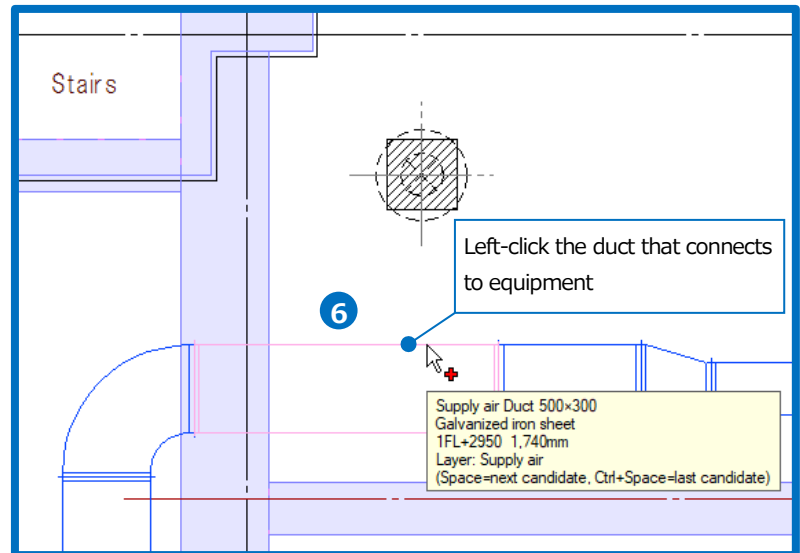 Stairs
Left-click the duct that connects
to equipment
6
Supply air Duct 500×300
Galvanized iron sheet
1FL+2950 1,740mm
Layer: Supply air
(Space=next candidate, Ctrl+Space=last candidate)